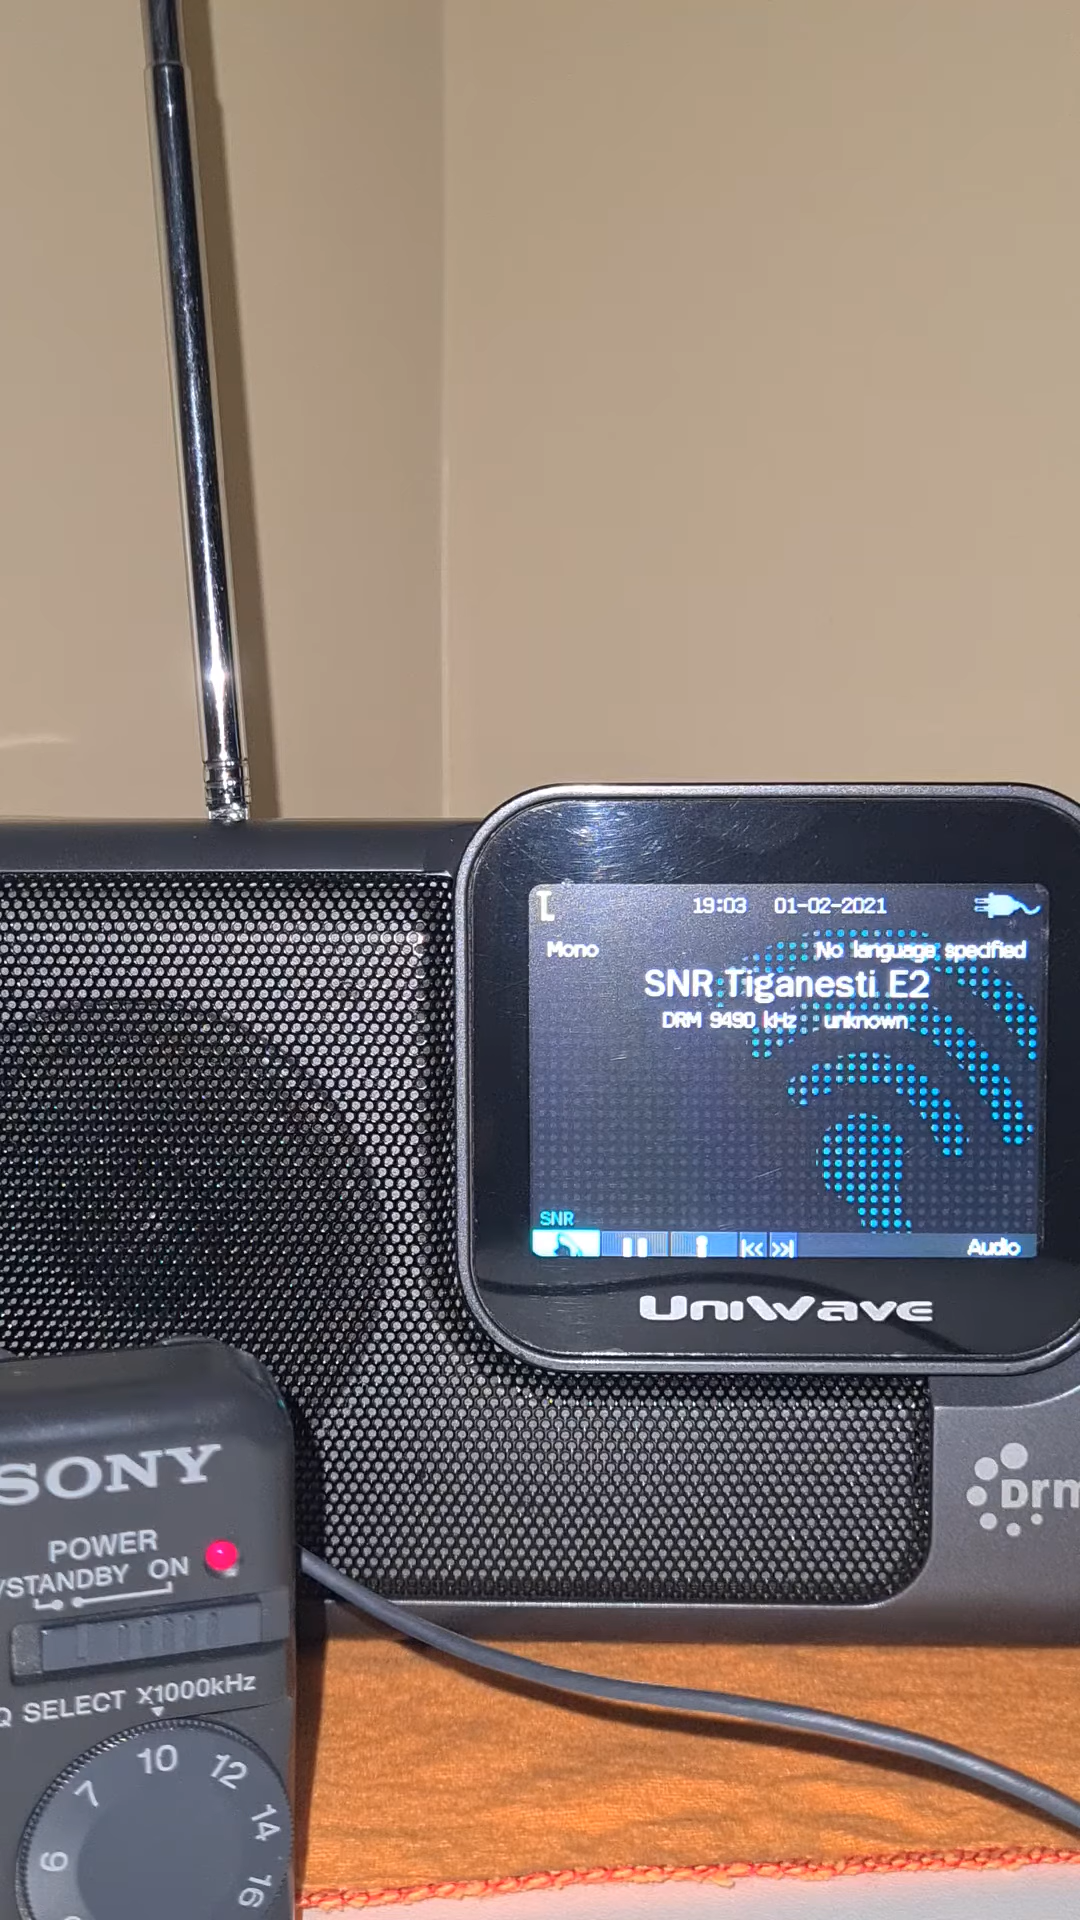 19:03 01-02-2021
Mono No language specified
SNR Tiganesti E2
DRM 9490 kHz unknown
SNR
Audio
UniWave
Drm
SONY
POWER
/STANDBY ON
Q SELECT X1000kHz
6 7 10 12 14 16